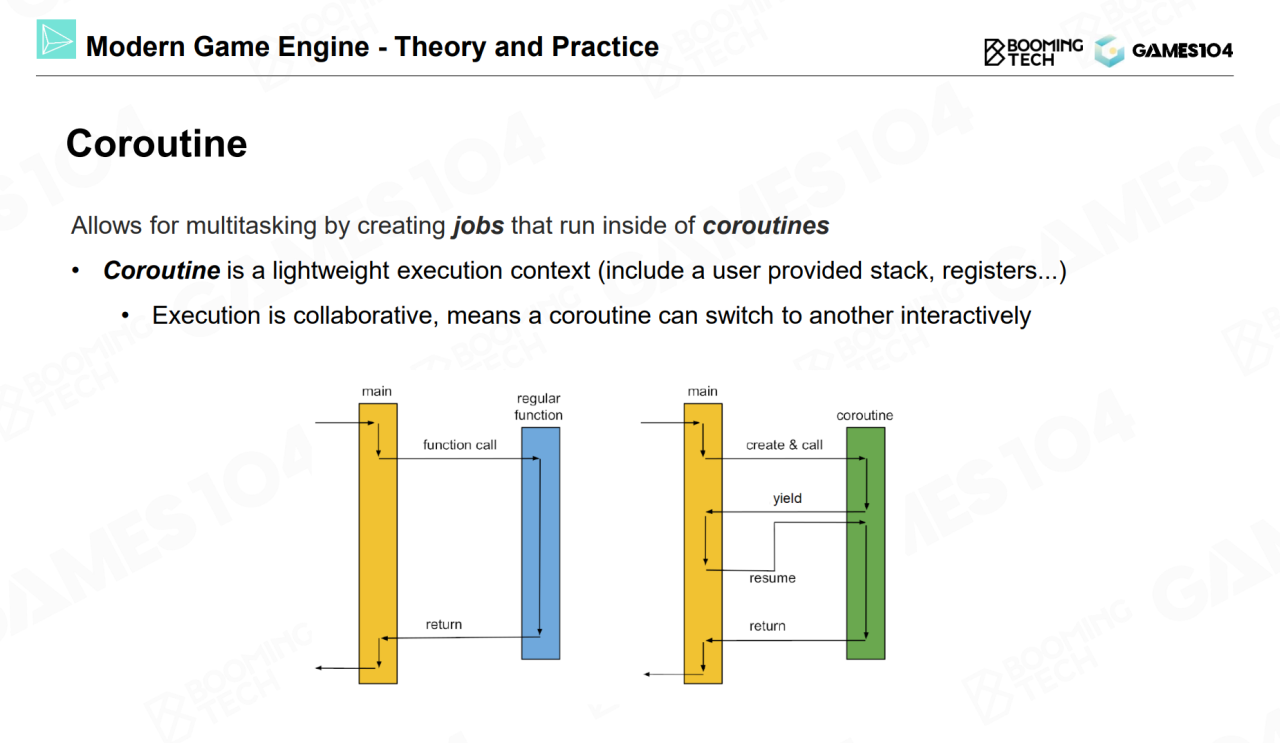 Modern Game Engine - Theory and Practice
BOOMING
TECH
GAMES104
Coroutine
Allows for multitasking by creating jobs that run inside of coroutines
• Coroutine is a lightweight execution context (include a user provided stack, registers...)
• Execution is collaborative, means a coroutine can switch to another interactively
main
regular
function
function call
return
main
coroutine
create & call
yield
resume
return